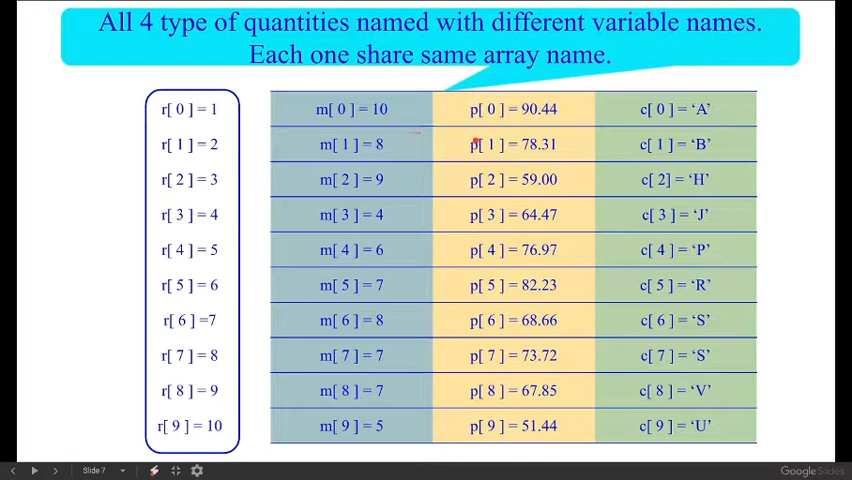 All 4 type of quantities named with different variable names.
Each one share same array name.
r[ 0 ] = 1 m[ 0 ] = 10 p[ 0 ] = 90.44 c[ 0 ] = ‘A’
r[ 1 ] = 2 m[ 1 ] = 8 p[ 1 ] = 78.31 c[ 1 ] = ‘B’
r[ 2 ] = 3 m[ 2 ] = 9 p[ 2 ] = 59.00 c[ 2] = ‘H’
r[ 3 ] = 4 m[ 3 ] = 4 p[ 3 ] = 64.47 c[ 3 ] = ‘J’
r[ 4 ] = 5 m[ 4 ] = 6 p[ 4 ] = 76.97 c[ 4 ] = ‘P’
r[ 5 ] = 6 m[ 5 ] = 7 p[ 5 ] = 82.23 c[ 5 ] = ‘R’
r[ 6 ] =7 m[ 6 ] = 8 p[ 6 ] = 68.66 c[ 6 ] = ‘S’
r[ 7 ] = 8 m[ 7 ] = 7 p[ 7 ] = 73.72 c[ 7 ] = ‘S’
r[ 8 ] = 9 m[ 8 ] = 7 p[ 8 ] = 67.85 c[ 8 ] = ‘V’
r[ 9 ] = 10 m[ 9 ] = 5 p[ 9 ] = 51.44 c[ 9 ] = ‘U’
Slide 7 Google Slides